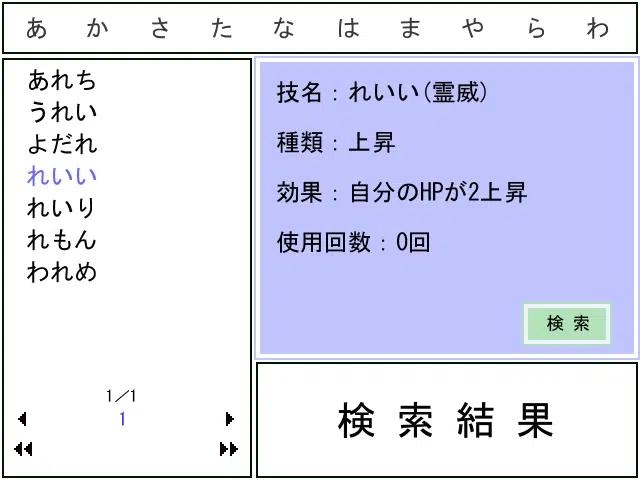 あ か さ た な は ま や ら わ
あれち
うれい
よだれ
れいい
れいり
れもん
われめ
1／1
1
技名：れいい(霊威)
種類：上昇
効果：自分のHPが2上昇
使用回数：0回
検 索
検 索 結 果